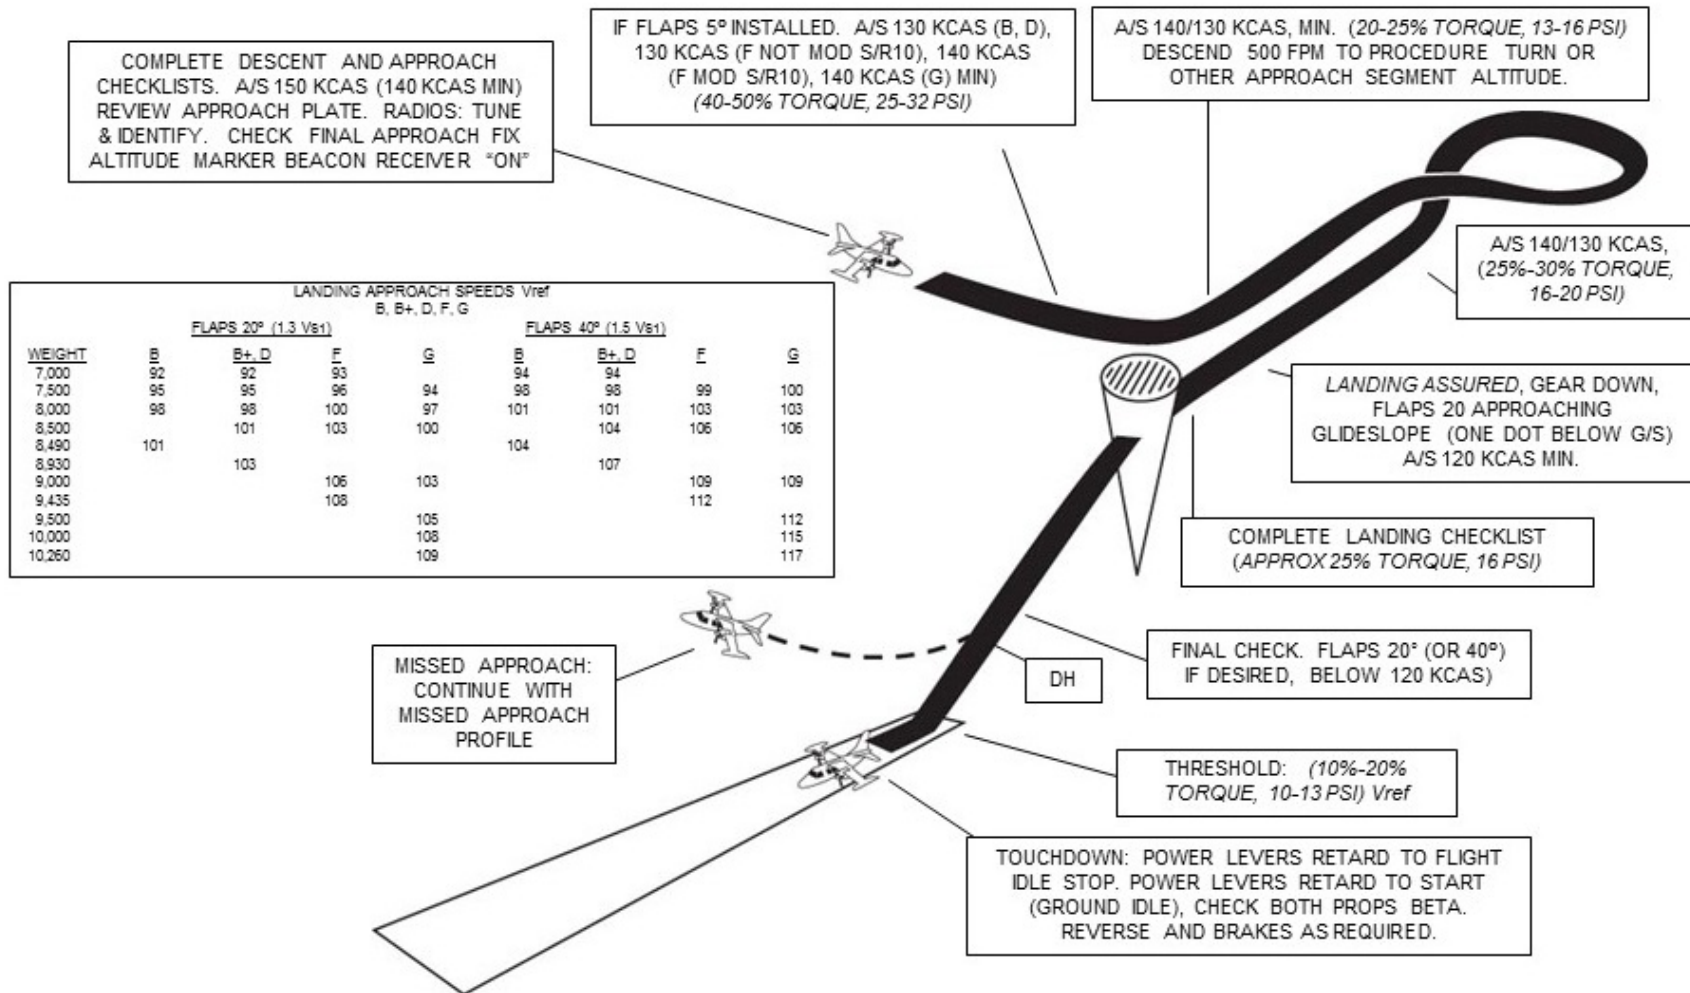 COMPLETE DESCENT AND APPROACH
CHECKLISTS. A/S 150 KCAS (140 KCAS MIN)
REVIEW APPROACH PLATE. RADIOS: TUNE
& IDENTIFY. CHECK FINAL APPROACH FIX
ALTITUDE MARKER BEACON RECEIVER "ON"
IF FLAPS 5º INSTALLED. A/S 130 KCAS (B, D),
130 KCAS (F NOT MOD S/R10), 140 KCAS
(F MOD S/R10), 140 KCAS (G) MIN)
(40-50% TORQUE, 25-32 PSI)
A/S 140/130 KCAS, MIN. (20-25% TORQUE, 13-16 PSI)
DESCEND 500 FPM TO PROCEDURE TURN OR
OTHER APPROACH SEGMENT ALTITUDE.
A/S 140/130 KCAS,
(25%-30% TORQUE,
16-20 PSI)
LANDING APPROACH SPEEDS Vref
B, B+, D, F, G
FLAPS 20º (1.3 Vs1) FLAPS 40º (1.5 Vs1)
WEIGHT B B+, D F G B B+, D F G
7,000 92 92 93 94 94
7,500 95 95 96 94 98 98 99 100
8,000 98 98 100 97 101 101 103 103
8,500 101 103 100 104 106 106
8,490 101 104
8,930 103 107
9,000 106 103 109 109
9,435 108 112
9,500 105 112
10,000 108 115
10,260 109 117
LANDING ASSURED, GEAR DOWN,
FLAPS 20 APPROACHING
GLIDESLOPE (ONE DOT BELOW G/S)
A/S 120 KCAS MIN.
COMPLETE LANDING CHECKLIST
(APPROX 25% TORQUE, 16 PSI)
FINAL CHECK. FLAPS 20° (OR 40º)
IF DESIRED, BELOW 120 KCAS)
DH
MISSED APPROACH:
CONTINUE WITH
MISSED APPROACH
PROFILE
THRESHOLD: (10%-20%
TORQUE, 10-13 PSI) Vref
TOUCHDOWN: POWER LEVERS RETARD TO FLIGHT
IDLE STOP. POWER LEVERS RETARD TO START
(GROUND IDLE), CHECK BOTH PROPS BETA.
REVERSE AND BRAKES AS REQUIRED.